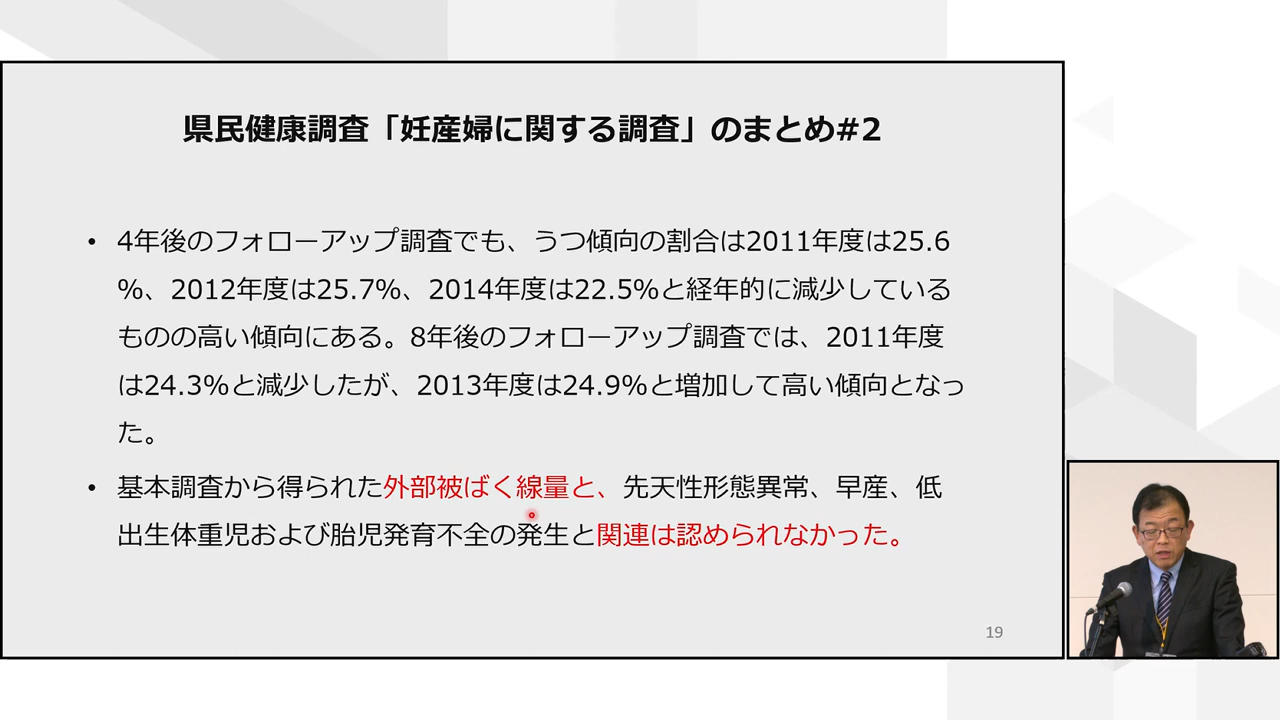 県民健康調査「妊産婦に関する調査」のまとめ#2
• 4年後のフォローアップ調査でも、うつ傾向の割合は2011年度は25.6
%、2012年度は25.7%、2014年度は22.5%と経年的に減少している
ものの高い傾向にある。8年後のフォローアップ調査では、2011年度
は24.3%と減少したが、2013年度は24.9%と増加して高い傾向となっ
た。
• 基本調査から得られた外部被ばく線量と、先天性形態異常、早産、低
出生体重児および胎児発育不全の発生と関連は認められなかった。
19